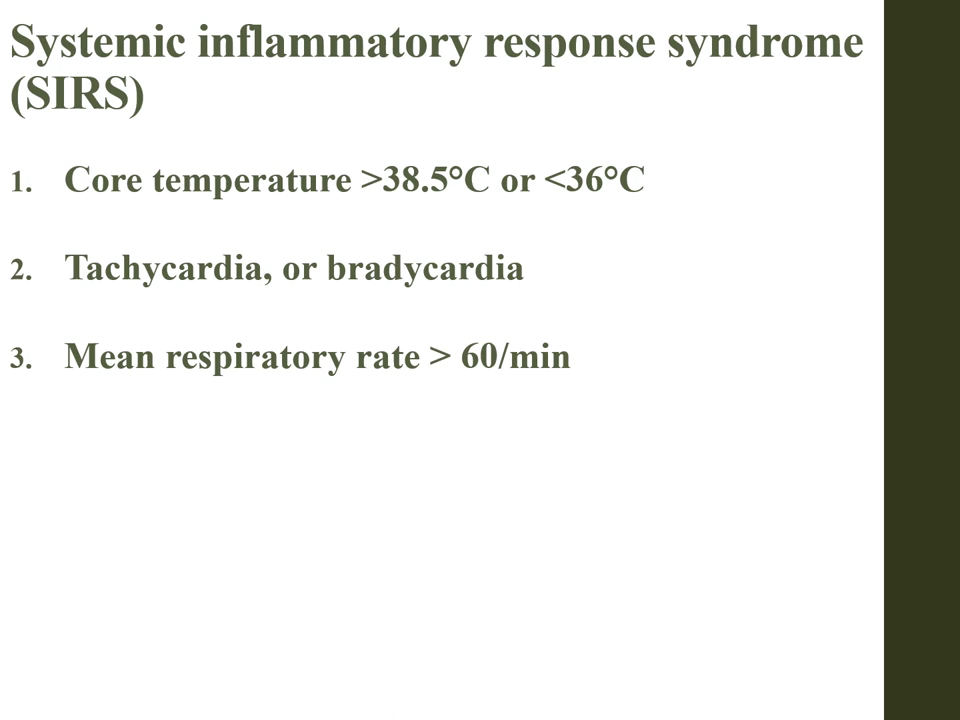 Systemic inflammatory response syndrome
(SIRS)
1. Core temperature >38.5°C or <36°C
2. Tachycardia, or bradycardia
3. Mean respiratory rate > 60/min